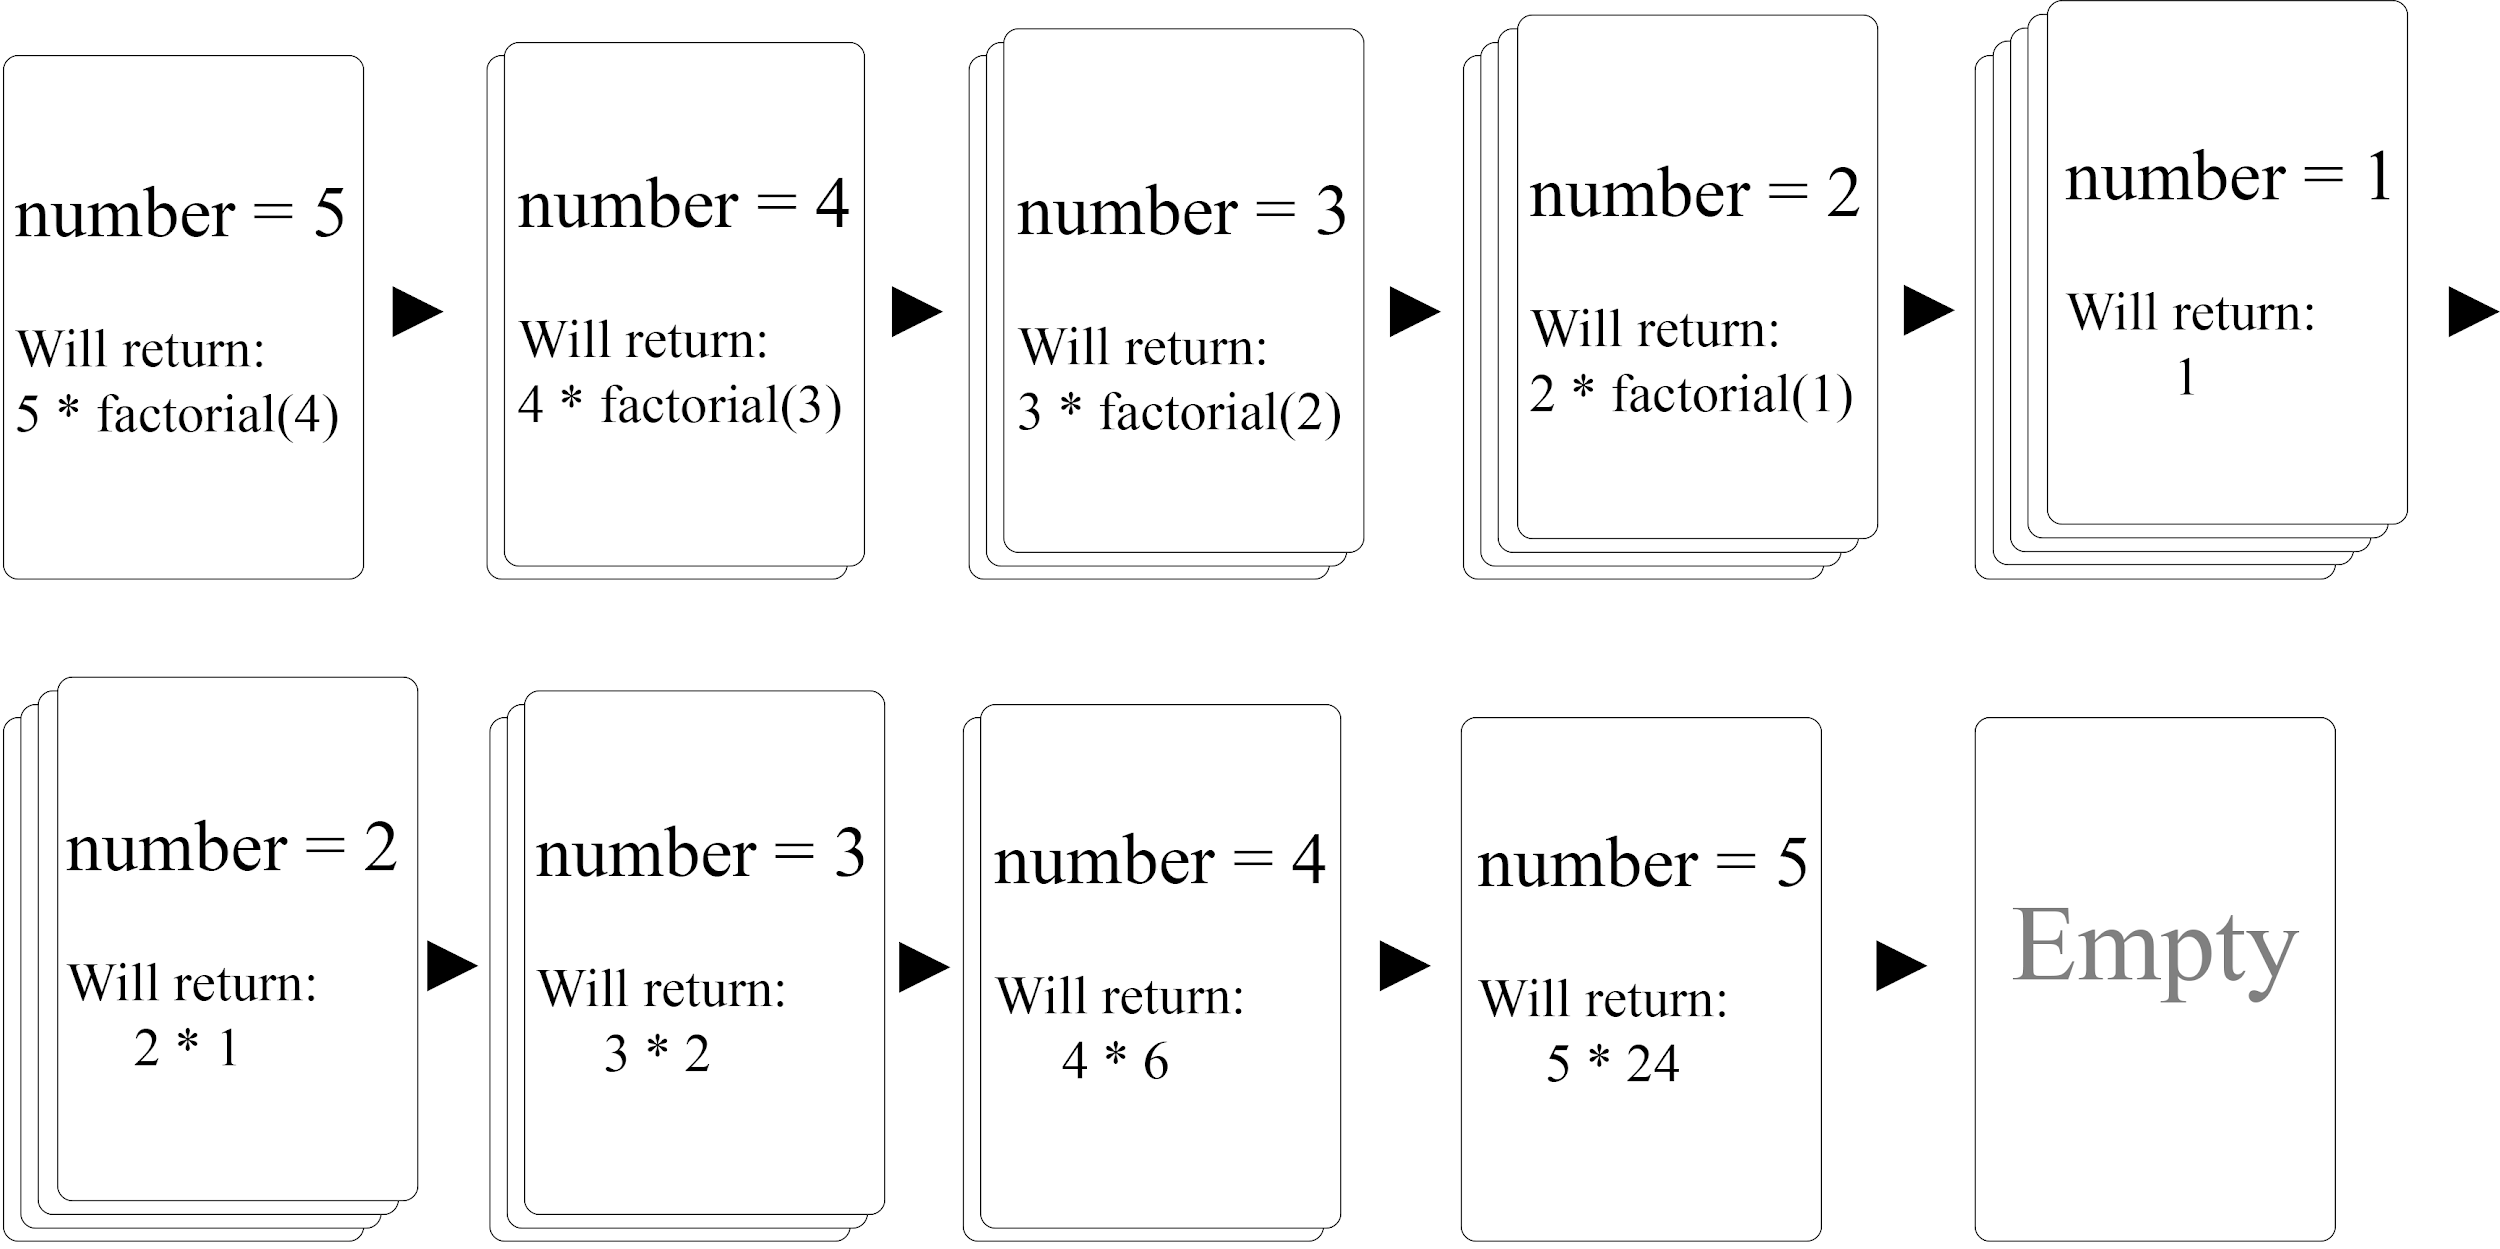 number = 5
Will return:
5 * factorial(4)
number = 4
Will return:
4 * factorial(3)
number = 3
Will return:
3 * factorial(2)
number = 2
Will return:
2 * factorial(1)
number = 1
Will return:
1
number = 2
Will return:
2 * 1
number = 3
Will return:
3 * 2
number = 4
Will return:
4 * 6
number = 5
Will return:
5 * 24
Empty